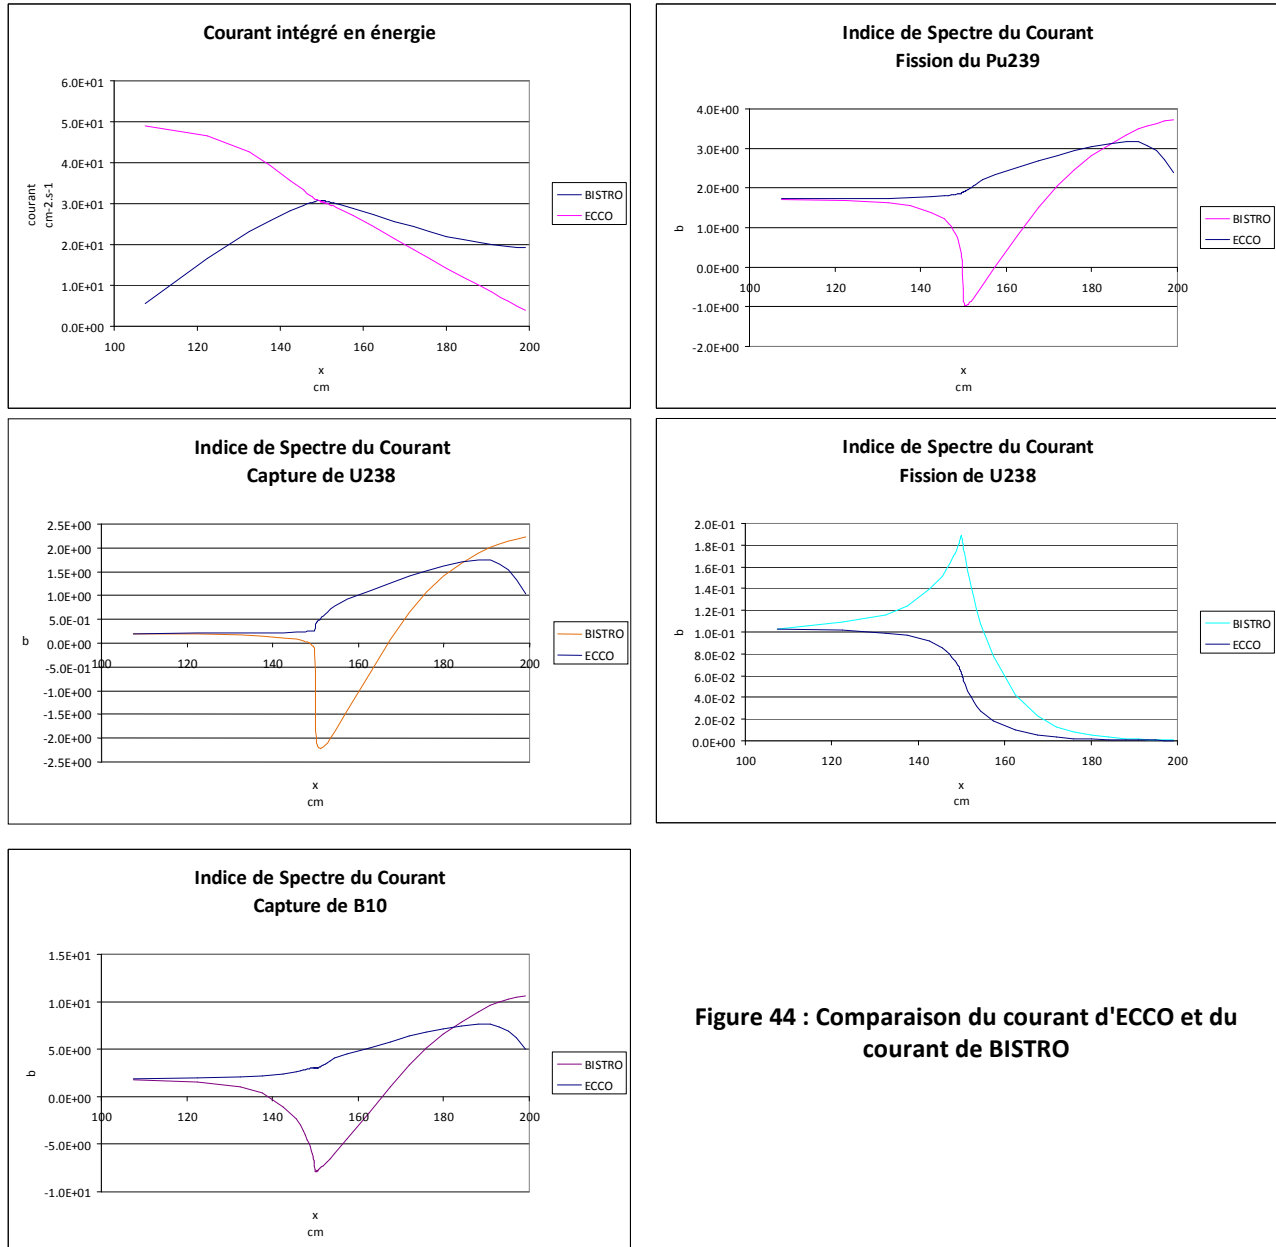 Courant intégré en énergie
6.0E+01
5.0E+01
4.0E+01
3.0E+01
2.0E+01
1.0E+01
0.0E+00
courant
cm-2.s-1
100 120 140 160 180 200
x
cm
BISTRO
ECCO
Indice de Spectre du Courant
Fission du Pu239
4.0E+00
3.0E+00
2.0E+00
1.0E+00
0.0E+00
-1.0E+00
-2.0E+00
b
100 120 140 160 180 200
x
cm
BISTRO
ECCO
Indice de Spectre du Courant
Capture de U238
2.5E+00
2.0E+00
1.5E+00
1.0E+00
5.0E-01
0.0E+00
-5.0E-01
-1.0E+00
-1.5E+00
-2.0E+00
-2.5E+00
b
100 120 140 160 180 200
x
cm
BISTRO
ECCO
Indice de Spectre du Courant
Fission de U238
2.0E-01
1.8E-01
1.6E-01
1.4E-01
1.2E-01
1.0E-01
8.0E-02
6.0E-02
4.0E-02
2.0E-02
0.0E+00
b
100 120 140 160 180 200
x
cm
BISTRO
ECCO
Indice de Spectre du Courant
Capture de B10
1.5E+01
1.0E+01
5.0E+00
0.0E+00
-5.0E+00
-1.0E+01
b
100 120 140 160 180 200
x
cm
BISTRO
ECCO
Figure 44 : Comparaison du courant d'ECCO et du
courant de BISTRO